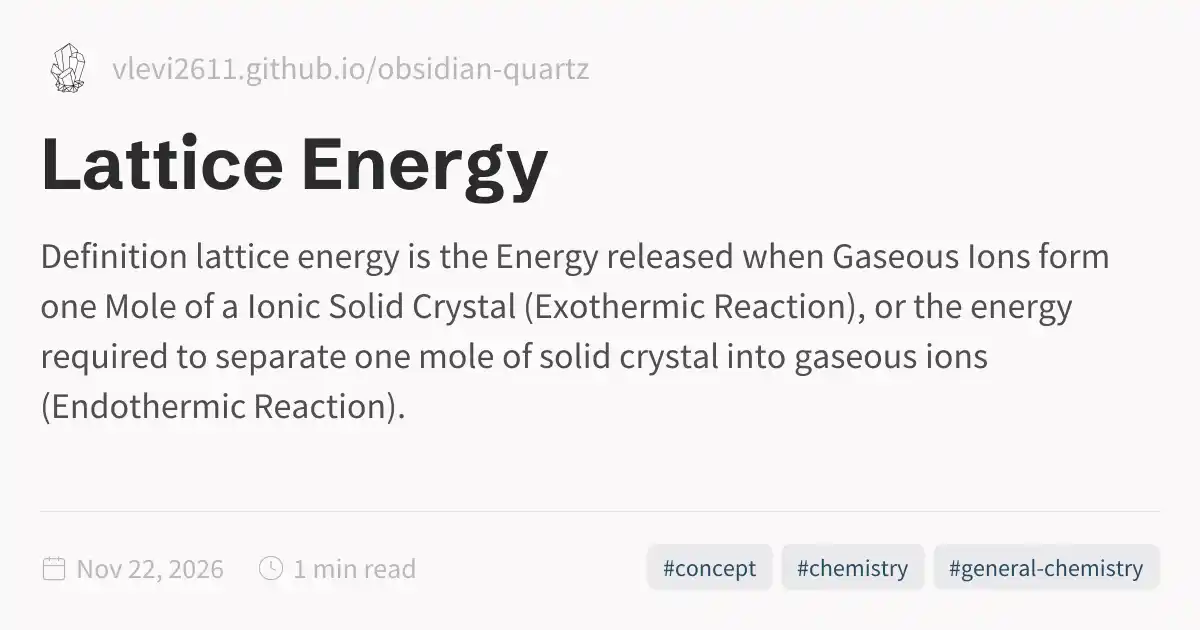 vlevi2611.github.io/obsidian-quartz
Lattice Energy
Definition lattice energy is the Energy released when Gaseous Ions form
one Mole of a Ionic Solid Crystal (Exothermic Reaction), or the energy
required to separate one mole of solid crystal into gaseous ions
(Endothermic Reaction).
Nov 22, 2026 1 min read #concept #chemistry #general-chemistry